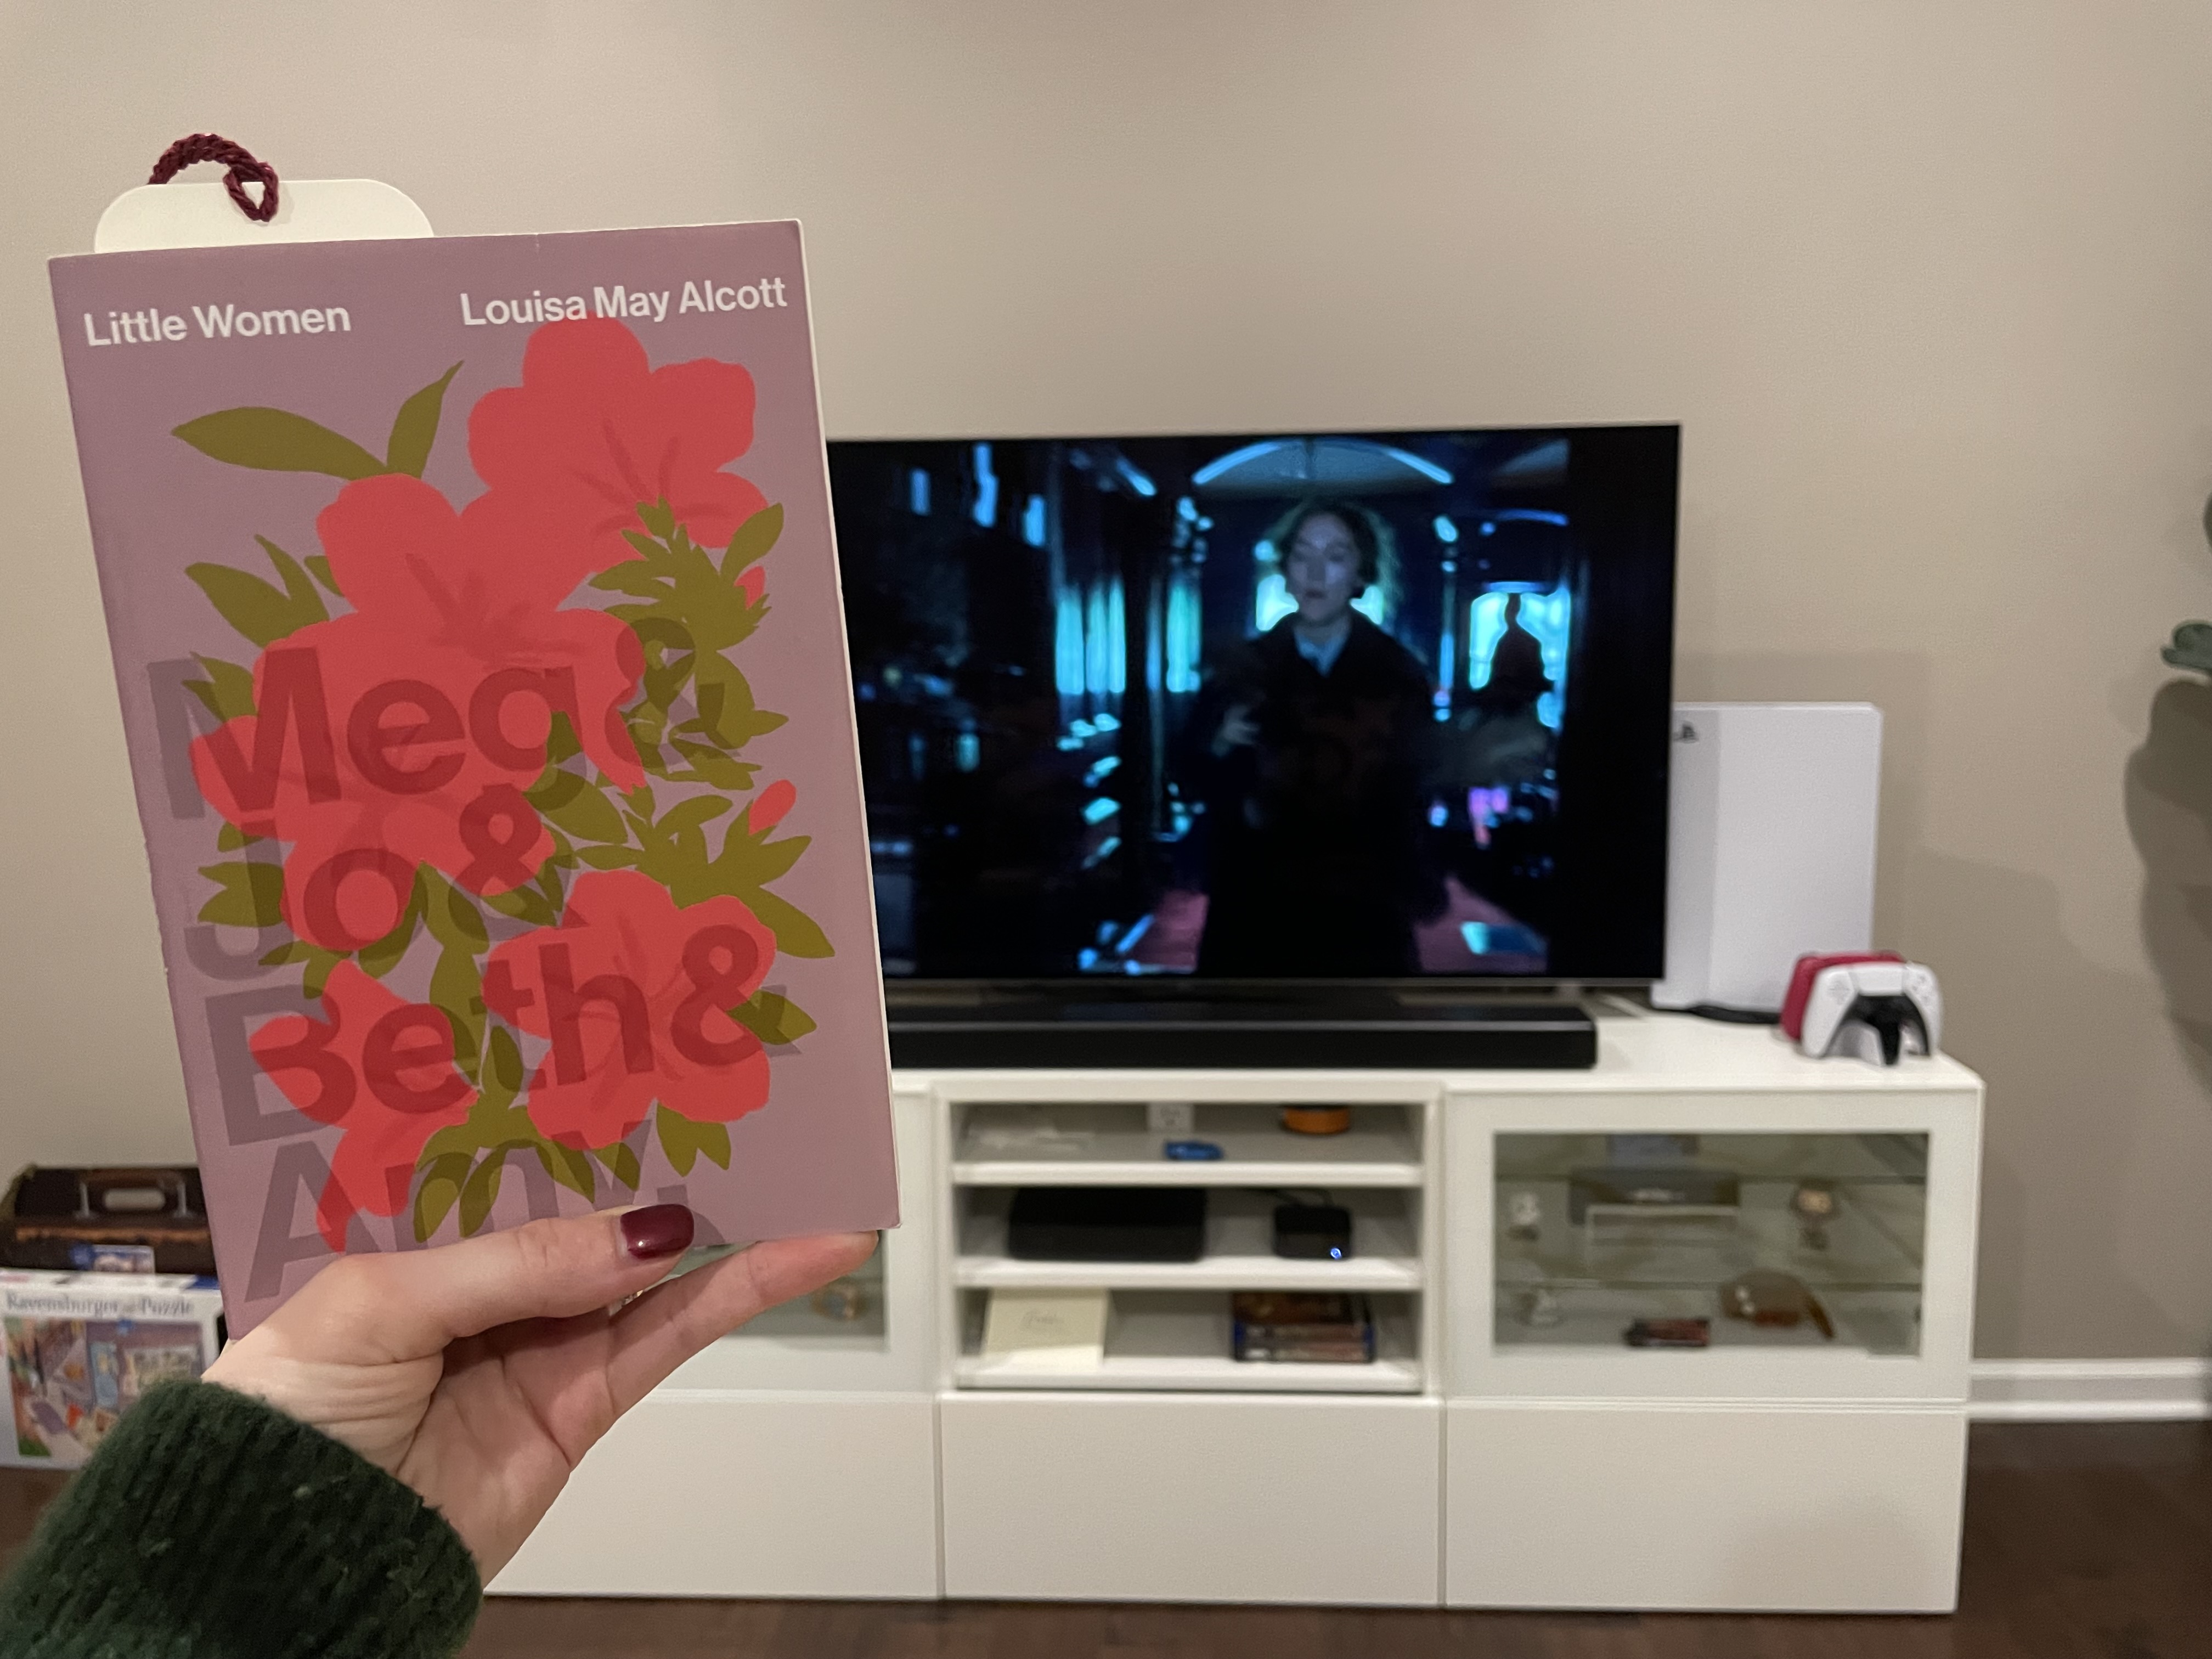 Little Women
Louisa May Alcott
Meg &
Jo &
Beth &
Amy.
Ravensburger Puzzle